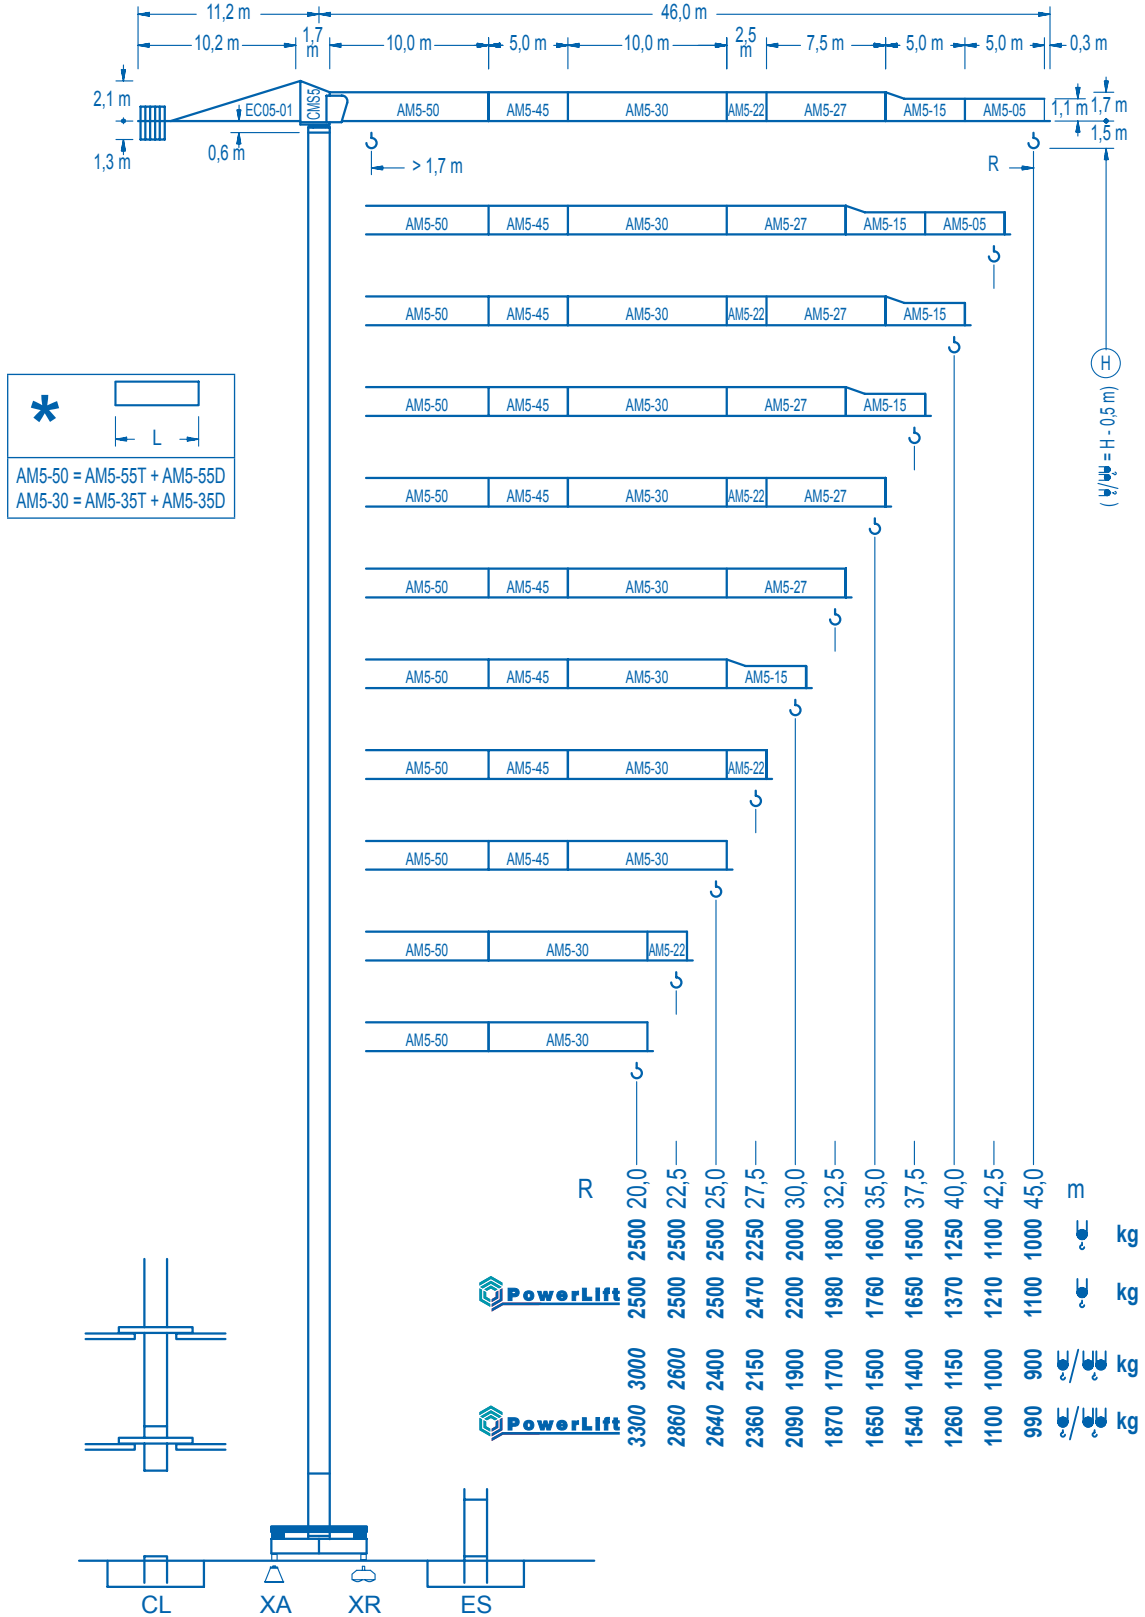 11,2 m 46,0 m
10,2 m 1,7 m 10,0 m 5,0 m 10,0 m 2,5 m 7,5 m 5,0 m 5,0 m 0,3 m
2,1 m EC05-01 CMS5 AM5-50 AM5-45 AM5-30 AM5-22 AM5-27 AM5-15 AM5-05 1,1 m 1,7 m
1,3 m 0,6 m > 1,7 m R 1,5 m
AM5-50 AM5-45 AM5-30 AM5-27 AM5-15 AM5-05
AM5-50 AM5-45 AM5-30 AM5-22 AM5-27 AM5-15
H
( / = H - 0,5 m)
AM5-50 AM5-45 AM5-30 AM5-27 AM5-15
* L
AM5-50 = AM5-55T + AM5-55D
AM5-30 = AM5-35T + AM5-35D
AM5-50 AM5-45 AM5-30 AM5-22 AM5-27
AM5-50 AM5-45 AM5-30 AM5-27
AM5-50 AM5-45 AM5-30 AM5-15
AM5-50 AM5-45 AM5-30 AM5-22
AM5-50 AM5-45 AM5-30
AM5-50 AM5-30 AM5-22
AM5-50 AM5-30
R 20,0 22,5 25,0 27,5 30,0 32,5 35,0 37,5 40,0 42,5 45,0 m
2500 2500 2500 2250 2000 1800 1600 1500 1250 1100 1000 kg
PowerLift 2500 2500 2500 2470 2200 1980 1760 1650 1370 1210 1100 kg
3000 2600 2400 2150 1900 1700 1500 1400 1150 1000 900 / kg
PowerLift 3300 2860 2640 2360 2090 1870 1650 1540 1260 1100 990 / kg
CL XA XR ES